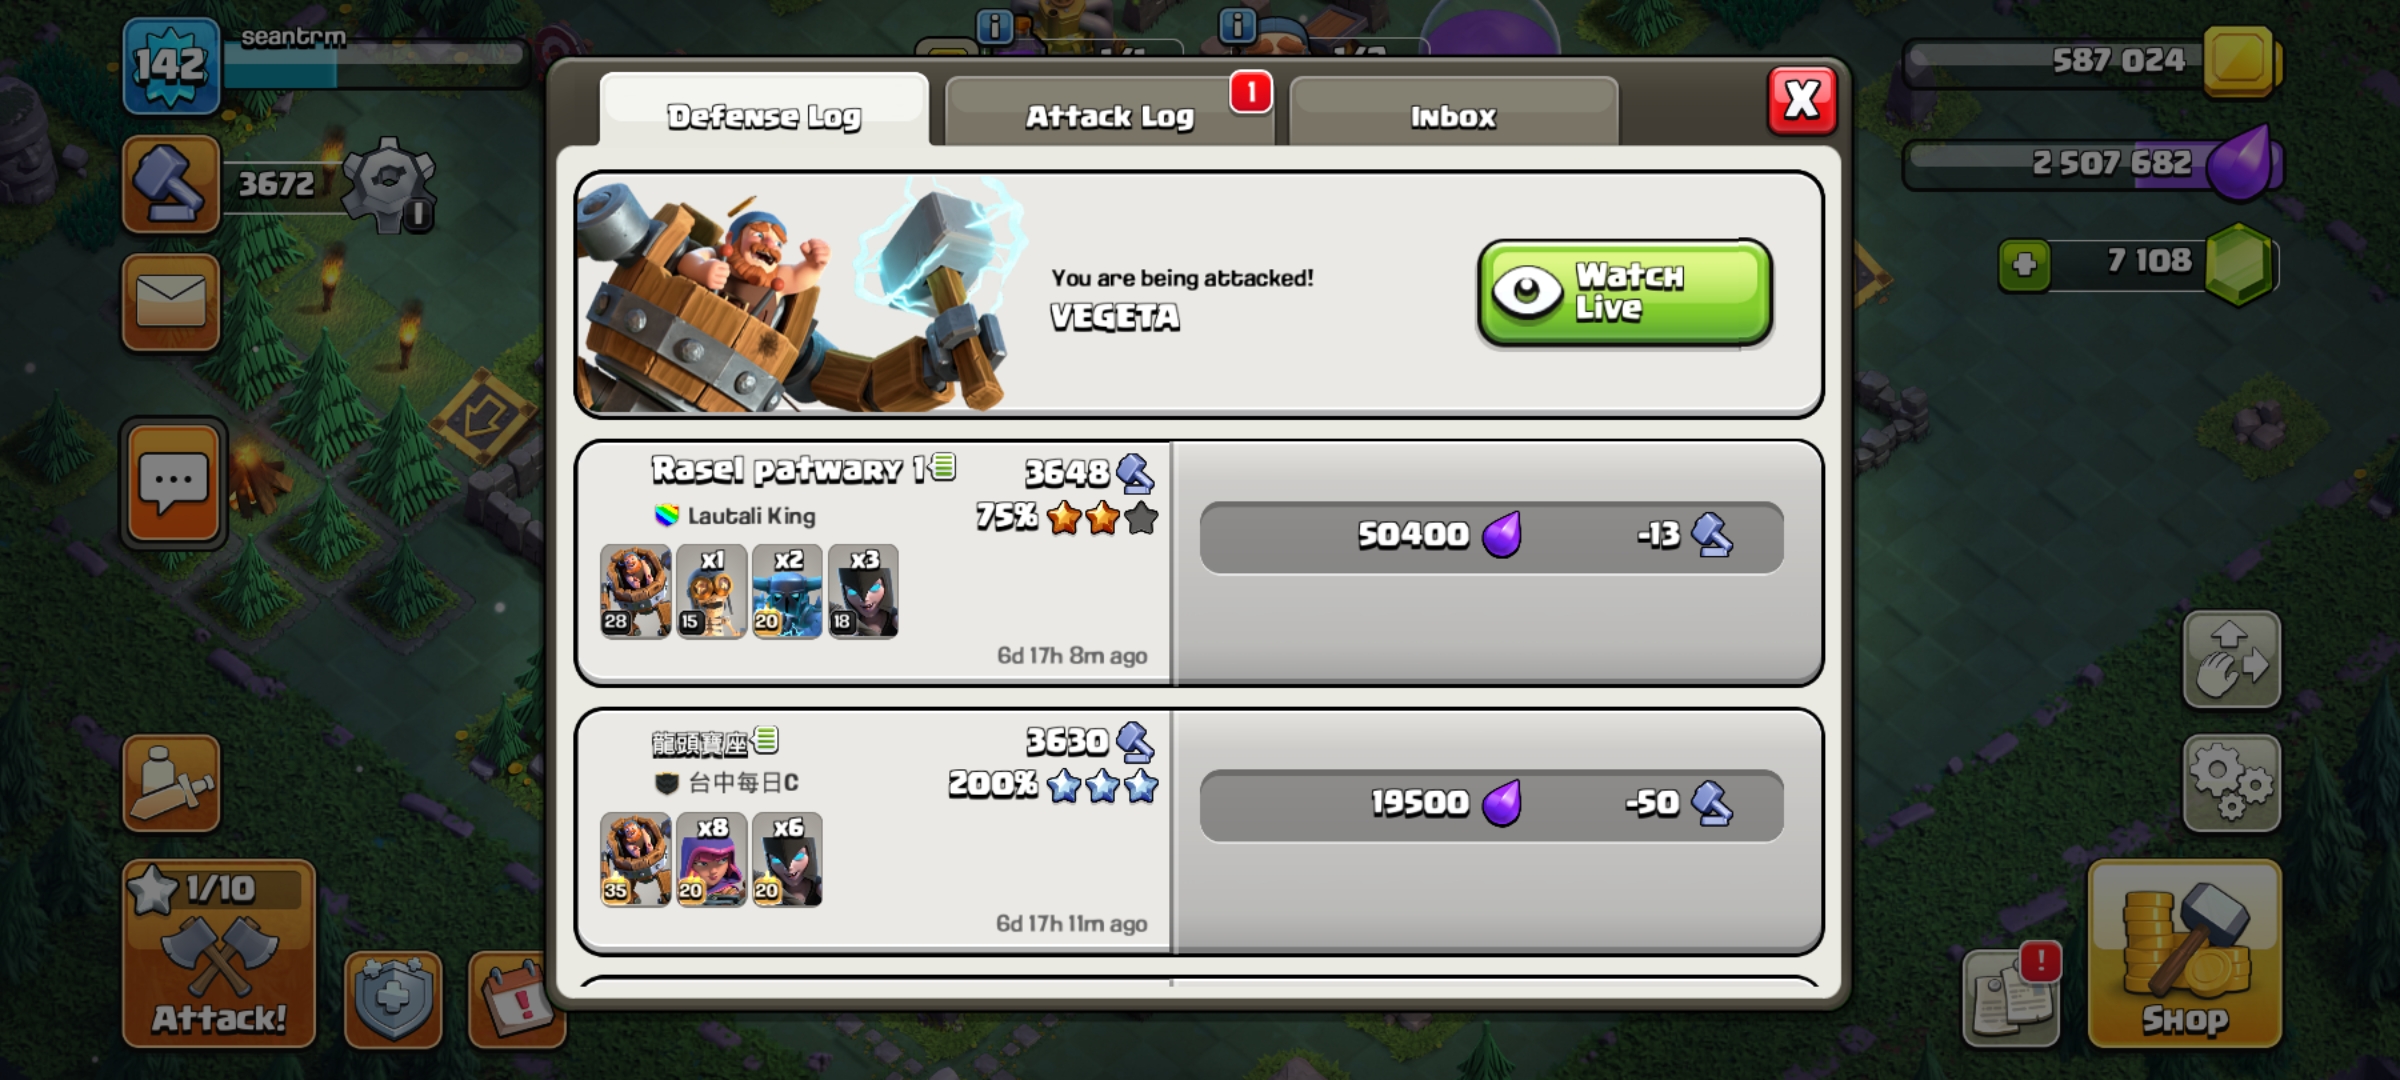 142
seantrm
3672
I
587 024
2 507 682
7 108
Defense Log
Attack Log
1
Inbox
X
You are being attacked!
VEGETA
Watch
Live
Rasel patwary 1
3648
Lautali King
75%
x1
x2
x3
28
15
20
18
6d 17h 8m ago
50400
-13
龍頭寶座
3630
台中每日C
200%
x8
x6
35
20
20
6d 17h 11m ago
19500
-50
1/10
Attack!
!
Shop